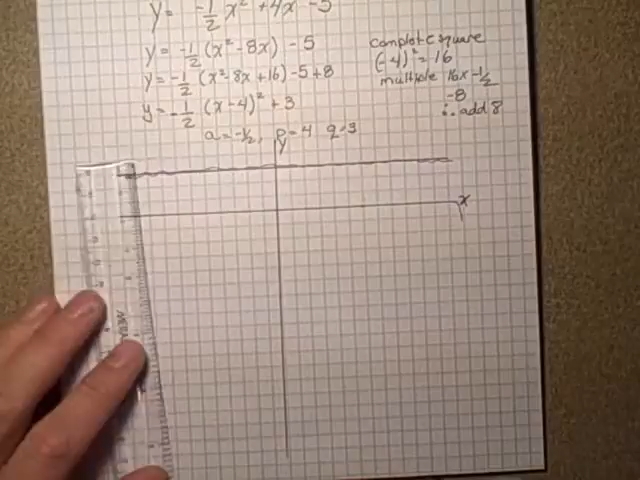 y = -1/2 x² + 4x - 5
y = -1/2 (x² - 8x) - 5
y = -1/2 (x² - 8x + 16) - 5 + 8
y = -1/2 (x - 4)² + 3
a = -1/2, p = 4 q = 3
complete square
(-4)² = 16
multiple 16 x -1/2
-8
∴ add 8
y
x